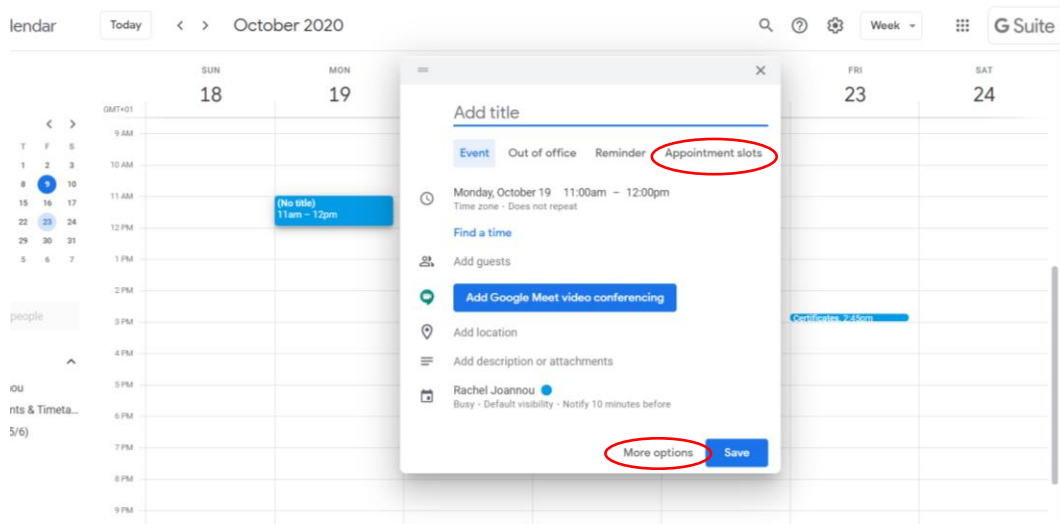 lendar Today < > October 2020 Week G Suite
SUN MON FRI SAT
18 19 23 24
GMT+01
T F S
1 2 3
8 9 10
15 16 17
22 23 24
29 30 31
5 6 7
people
ou
nts & Timeta...
5/6)
9 AM
10 AM
11 AM
12 PM
1 PM
2 PM
3 PM
4 PM
5 PM
6 PM
7 PM
8 PM
9 PM
(No title)
11am – 12pm
Add title
Event Out of office Reminder Appointment slots
Monday, October 19 11:00am – 12:00pm
Time zone - Does not repeat
Find a time
Add guests
Add Google Meet video conferencing
Add location
Add description or attachments
Rachel Joannou
Busy - Default visibility - Notify 10 minutes before
More options Save
Certificates, 2:45pm